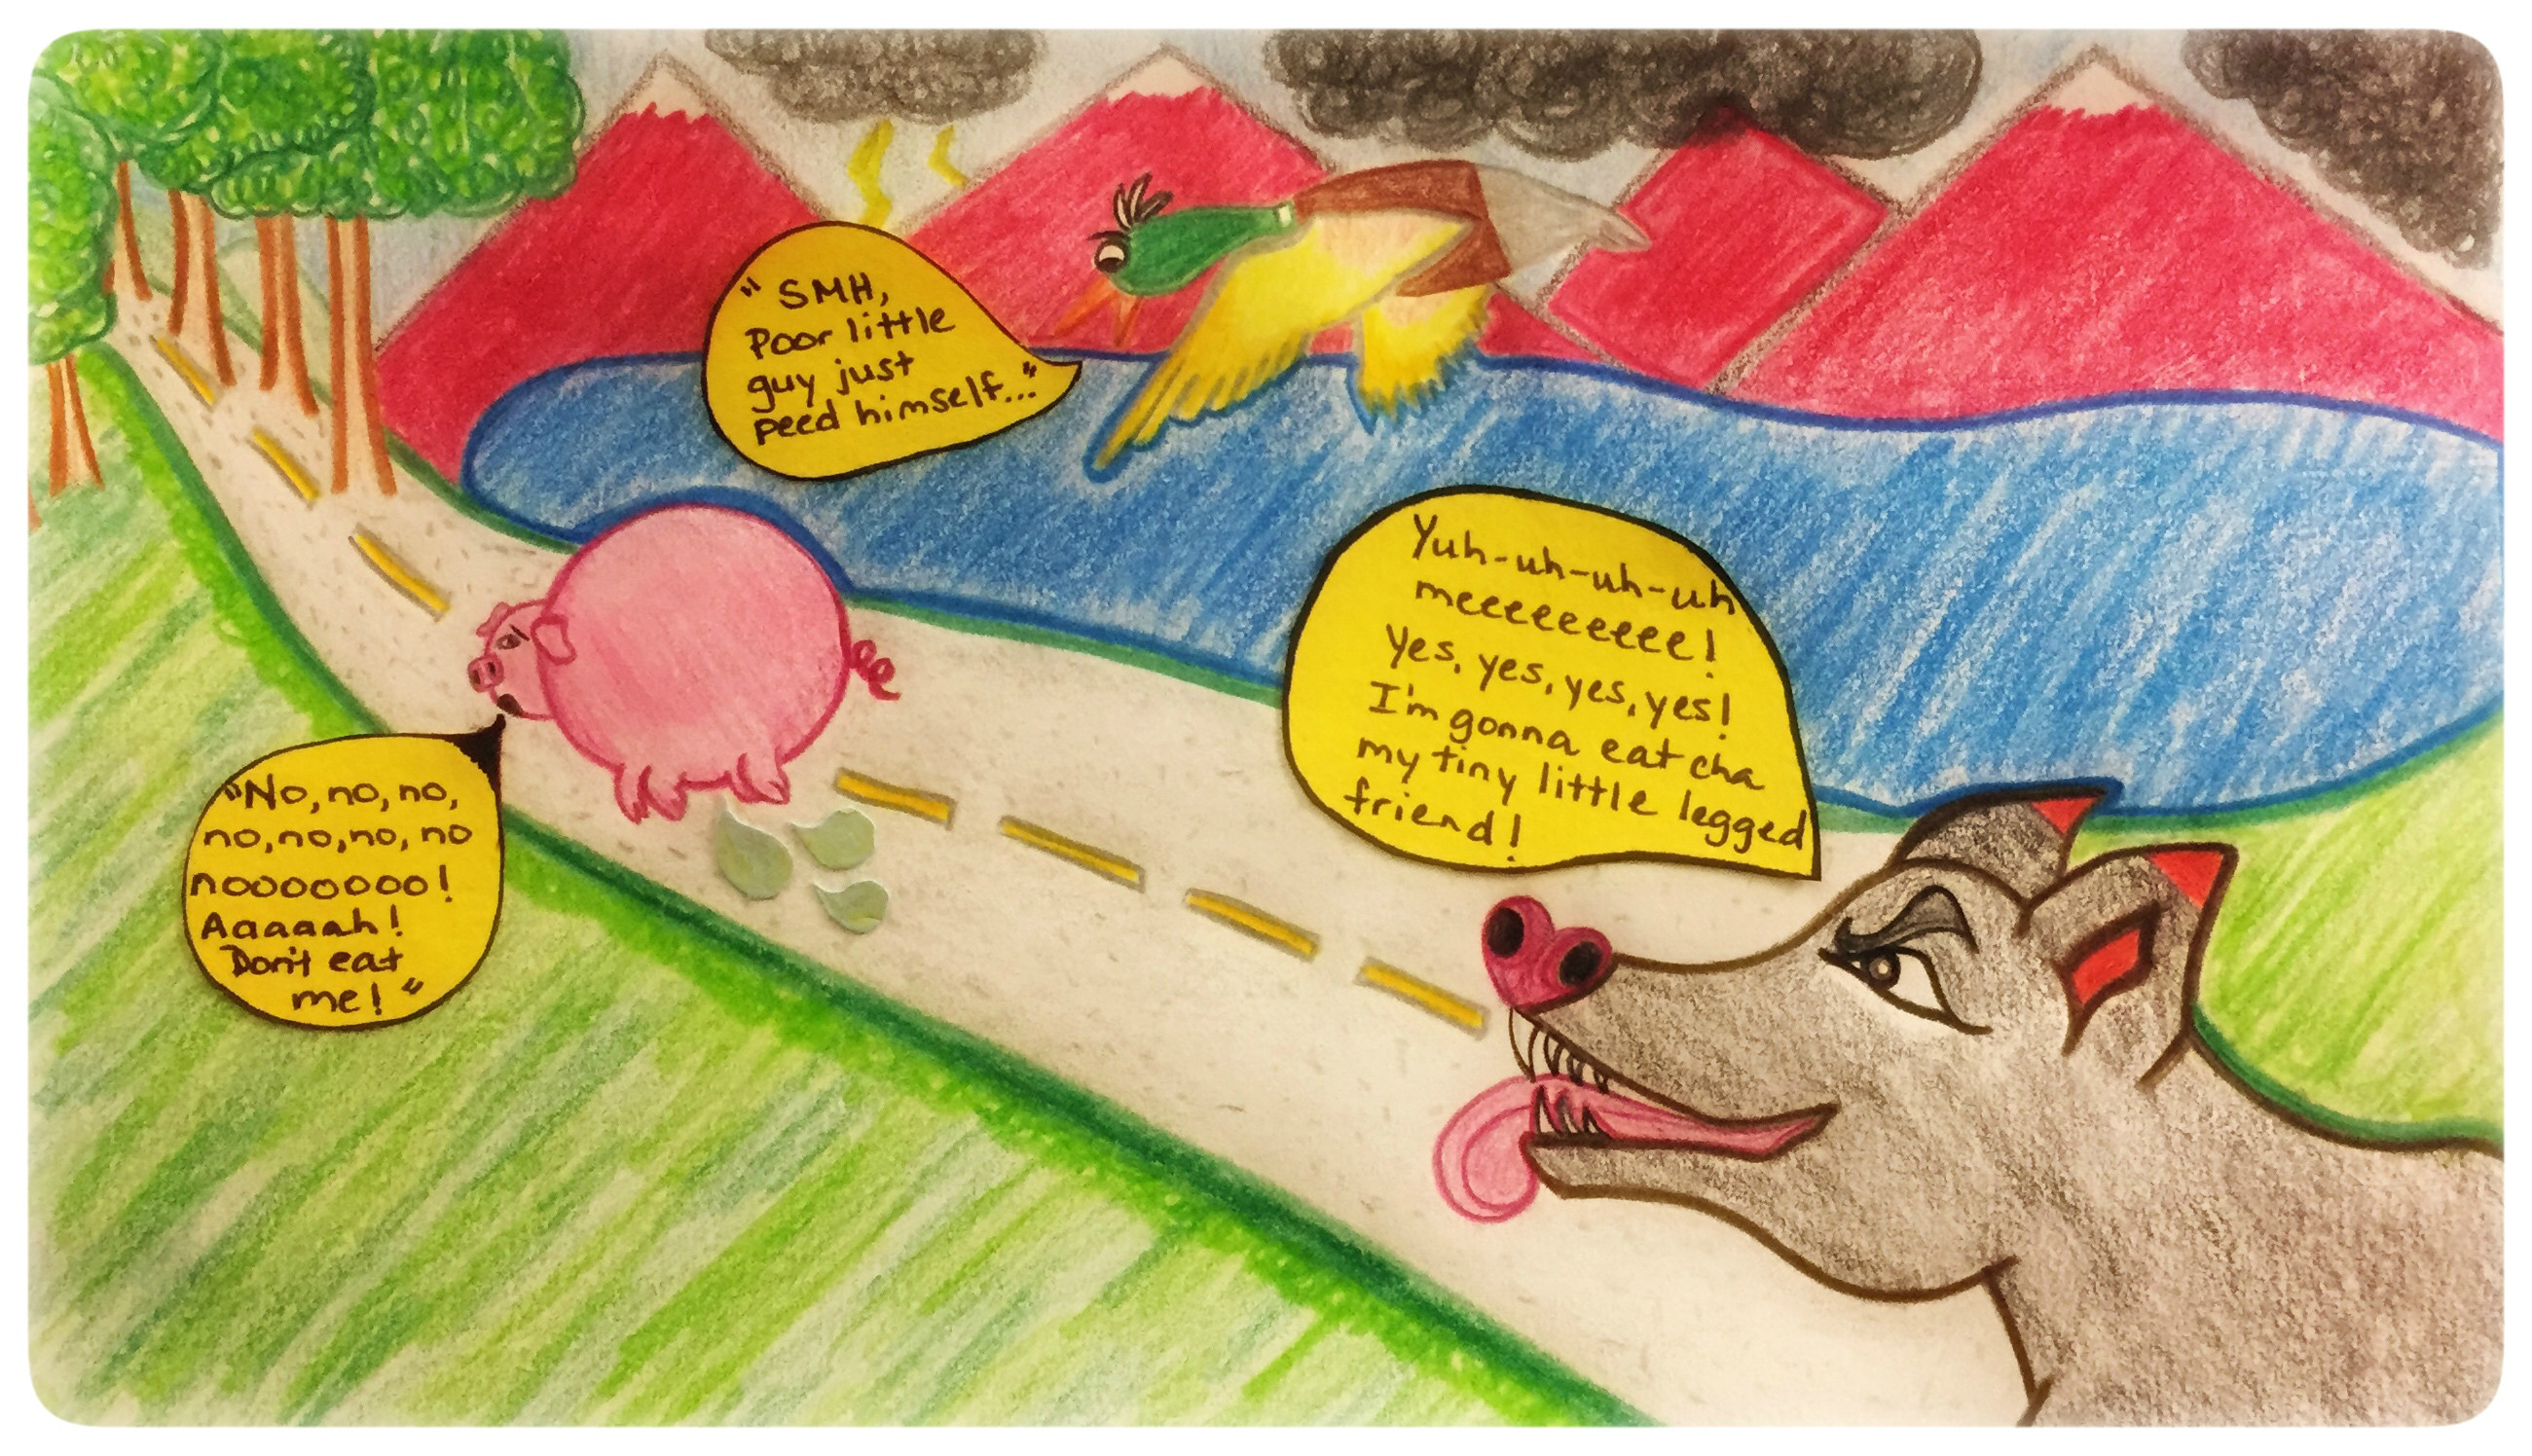 "SMH,
Poor little
guy just
peed himself..."
Yuh-uh-uh-uh
meeeeeeeee!
Yes, yes, yes, yes!
I'm gonna eat cha
my tiny little legged
friend!
"No, no, no,
no, no, no, no
nooooooo!
Aaaaah!
Don't eat
me!"